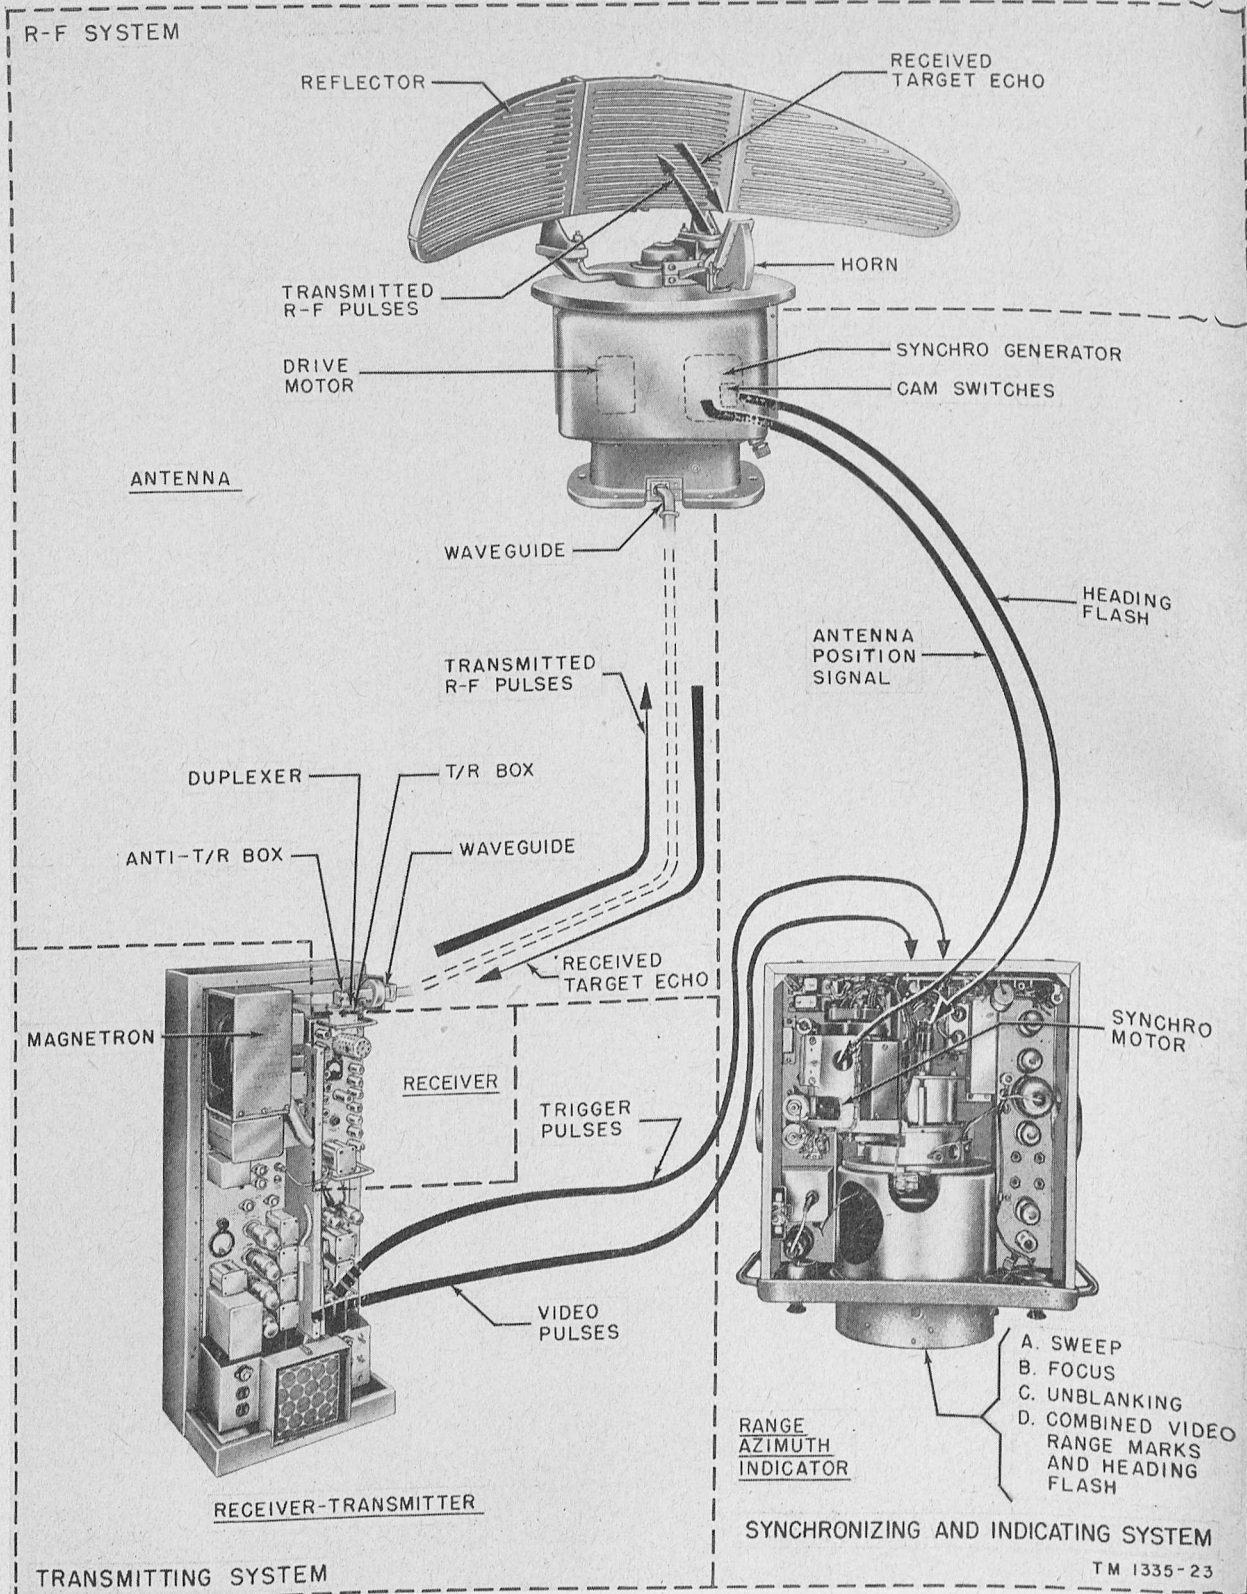 R-F SYSTEM
REFLECTOR
RECEIVED
TARGET ECHO
HORN
TRANSMITTED
R-F PULSES
SYNCHRO GENERATOR
DRIVE
MOTOR
CAM SWITCHES
ANTENNA
WAVEGUIDE
HEADING
FLASH
ANTENNA
POSITION
SIGNAL
TRANSMITTED
R-F PULSES
DUPLEXER
T/R BOX
ANTI-T/R BOX
WAVEGUIDE
RECEIVED
TARGET ECHO
MAGNETRON
SYNCHRO
MOTOR
RECEIVER
TRIGGER
PULSES
VIDEO
PULSES
A. SWEEP
B. FOCUS
C. UNBLANKING
D. COMBINED VIDEO
RANGE MARKS
AND HEADING
FLASH
RANGE
AZIMUTH
INDICATOR
RECEIVER-TRANSMITTER
SYNCHRONIZING AND INDICATING SYSTEM
TRANSMITTING SYSTEM
TM 1335-23